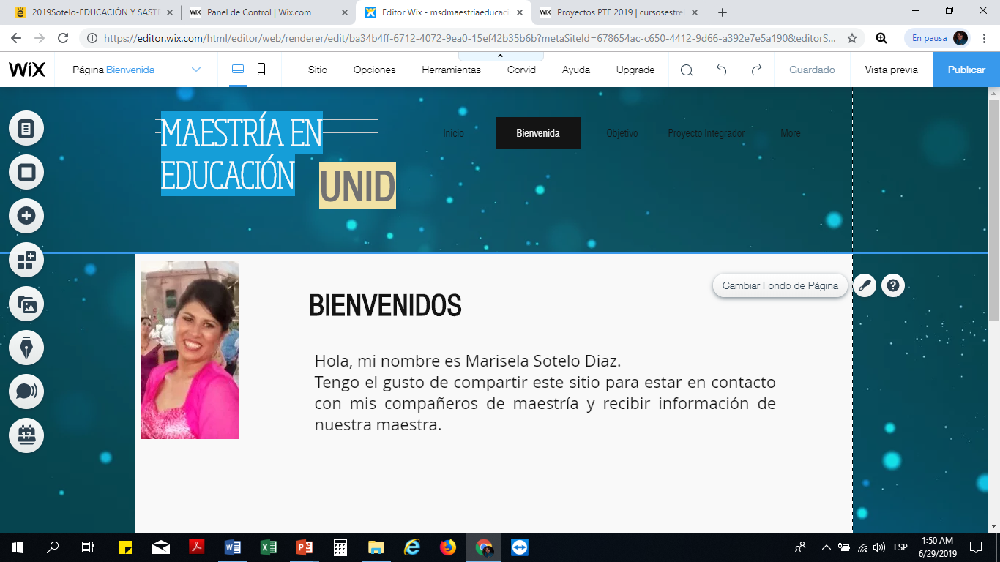 2019Sotelo-EDUCACIÓN Y SAST
Panel de Control | Wix.com
Editor Wix - msdmaestriaeducaci
Proyectos PTE 2019 | cursosestre
https://editor.wix.com/html/editor/web/renderer/edit/ba34b4ff-6712-4072-9ea0-15ef42b35b6b?metaSiteId=678654ac-c650-4412-9d66-a392e7e5a190&editorS...
En pausa
WIX
Página Bienvenida
Sitio
Opciones
Herramientas
Corvid
Ayuda
Upgrade
Guardado
Vista previa
Publicar
MAESTRÍA EN
EDUCACIÓN
UNID
Inicio
Bienvenida
Objetivo
Proyecto Integrador
More
Cambiar Fondo de Página
BIENVENIDOS
Hola, mi nombre es Marisela Sotelo Diaz.
Tengo el gusto de compartir este sitio para estar en contacto
con mis compañeros de maestría y recibir información de
nuestra maestra.
17
ESP
1:50 AM
6/29/2019